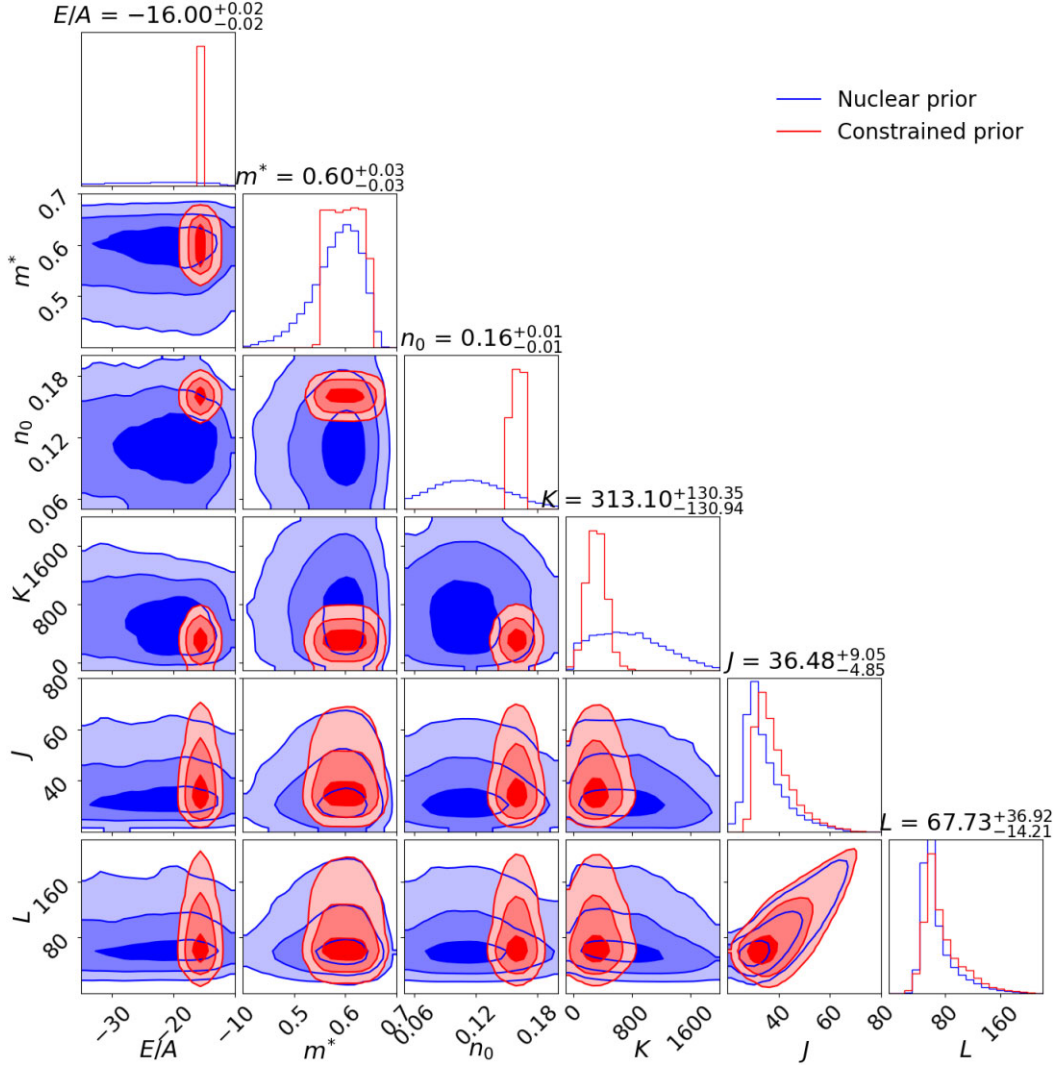 E/A = −16.00 +0.02 −0.02
Nuclear prior
Constrained prior
m* = 0.60 +0.03 −0.03
0.7
0.6
0.5
m*
n₀ = 0.16 +0.01 −0.01
0.18
0.12
0.06
n₀
K = 313.10 +130.35 −130.94
1600
800
K
J = 36.48 +9.05 −4.85
80
60
40
J
L = 67.73 +36.92 −14.21
160
80
L
−30 −20 −10 0.5 0.6 0.7 0.06 0.12 0.18 0 800 1600 40 60 80 80 160
E/A m* n₀ K J L